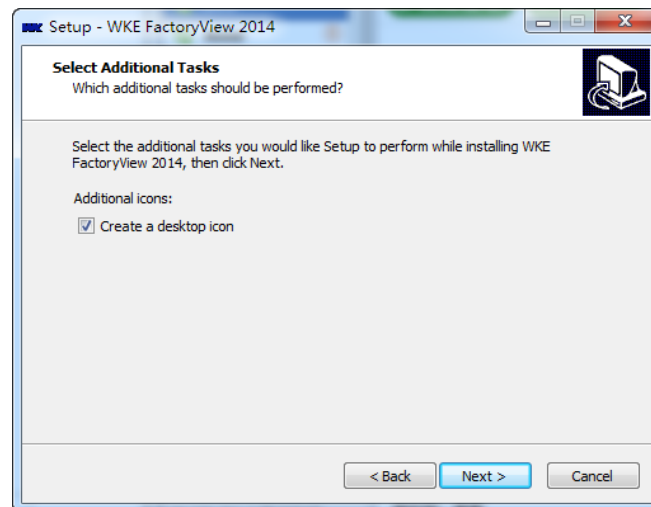 Setup - WKE FactoryView 2014
Select Additional Tasks
Which additional tasks should be performed?
Select the additional tasks you would like Setup to perform while installing WKE
FactoryView 2014, then click Next.
Additional icons:
Create a desktop icon
< Back
Next >
Cancel